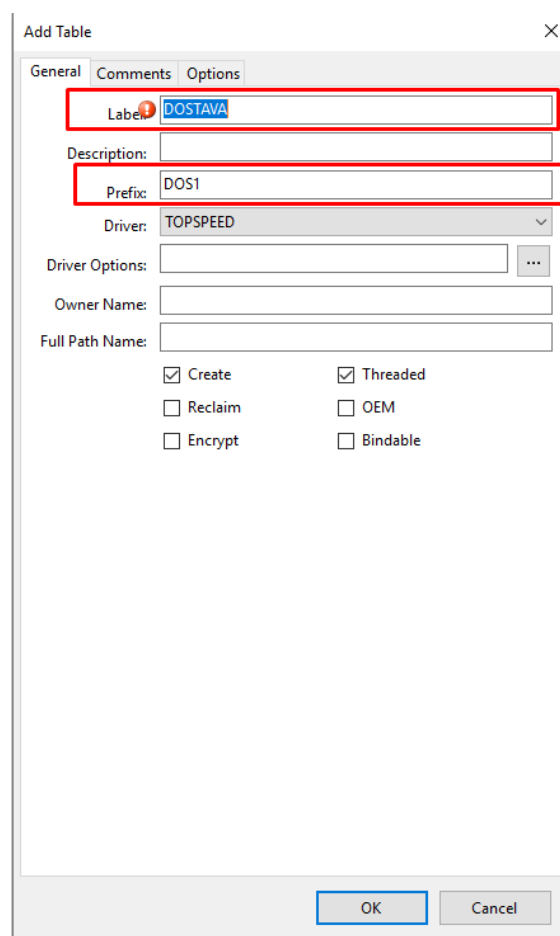 Add Table
General Comments Options
Label: DOSTAVA
Description:
Prefix: DOS1
Driver: TOPSPEED
Driver Options: ...
Owner Name:
Full Path Name:
Create Threaded
Reclaim OEM
Encrypt Bindable
OK Cancel